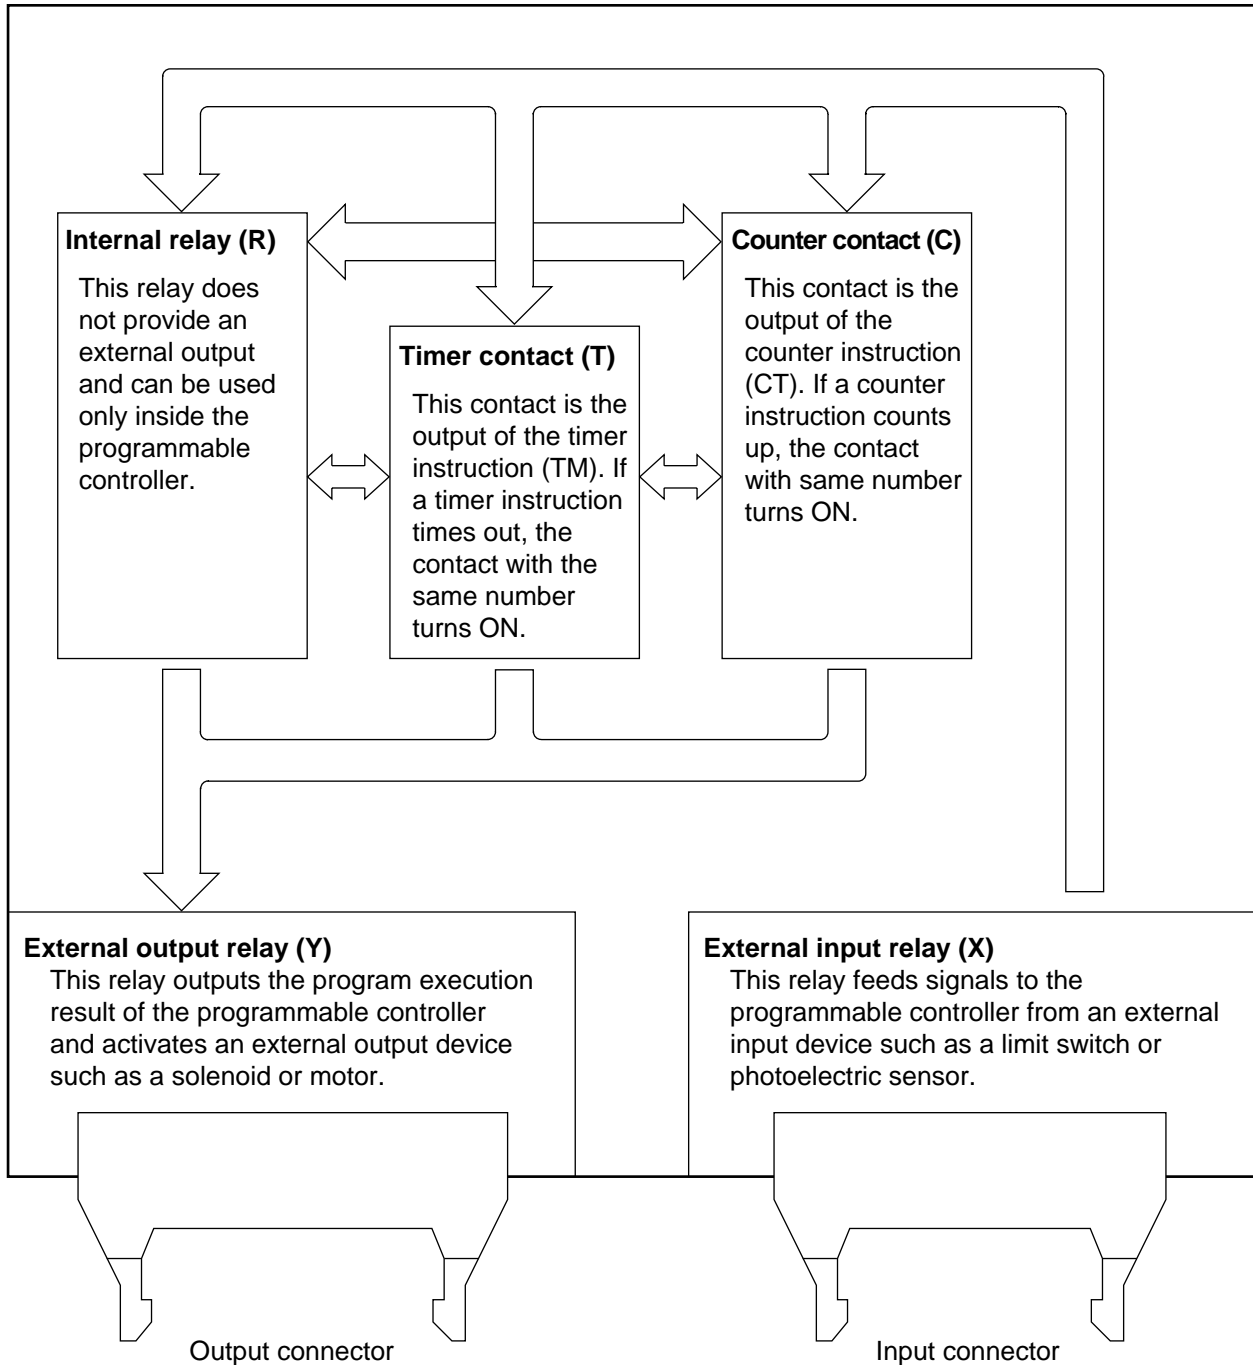 Internal relay (R)
This relay does
not provide an
external output
and can be used
only inside the
programmable
controller.
Timer contact (T)
This contact is the
output of the timer
instruction (TM). If
a timer instruction
times out, the
contact with the
same number
turns ON.
Counter contact (C)
This contact is the
output of the
counter instruction
(CT). If a counter
instruction counts
up, the contact
with same number
turns ON.
External output relay (Y)
This relay outputs the program execution
result of the programmable controller
and activates an external output device
such as a solenoid or motor.
External input relay (X)
This relay feeds signals to the
programmable controller from an external
input device such as a limit switch or
photoelectric sensor.
Output connector
Input connector